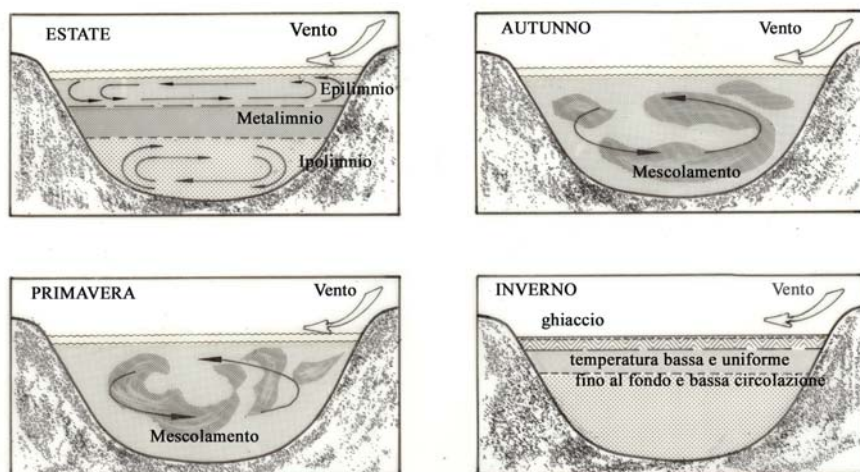 ESTATE
Vento
Epilimnio
Metalimnio
Ipolimnio
AUTUNNO
Vento
Mescolamento
PRIMAVERA
Vento
Mescolamento
INVERNO
Vento
ghiaccio
temperatura bassa e uniforme
fino al fondo e bassa circolazione